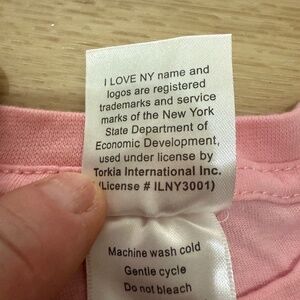 I LOVE NY name and
logos are registered
trademarks and service
marks of the New York
State Department of
Economic Development,
used under license by
Torkia International Inc.
(License # ILNY3001)
Machine wash cold
Gentle cycle
Do not bleach